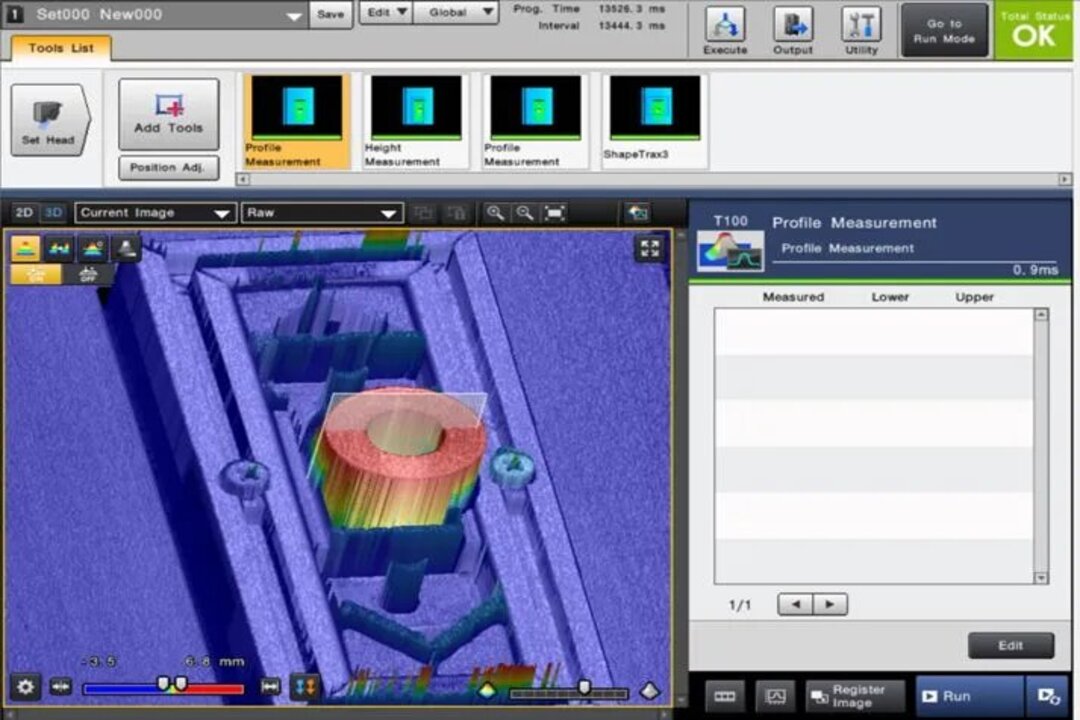 1 Set000 New000
Save
Edit
Global
Prog. Time 13526.3 ms
Interval 13444.3 ms
Execute
Output
Utility
Go to
Run Mode
Total Status
OK
Tools List
Set Head
Add Tools
Position Adj.
Profile
Measurement
Height
Measurement
Profile
Measurement
ShapeTrax3
2D 3D
Current Image
Raw
T100
Profile Measurement
Profile Measurement
0.9ms
Measured Lower Upper
ON
OFF
-3.5 6.8 mm
1/1
Edit
Register
Image
Run